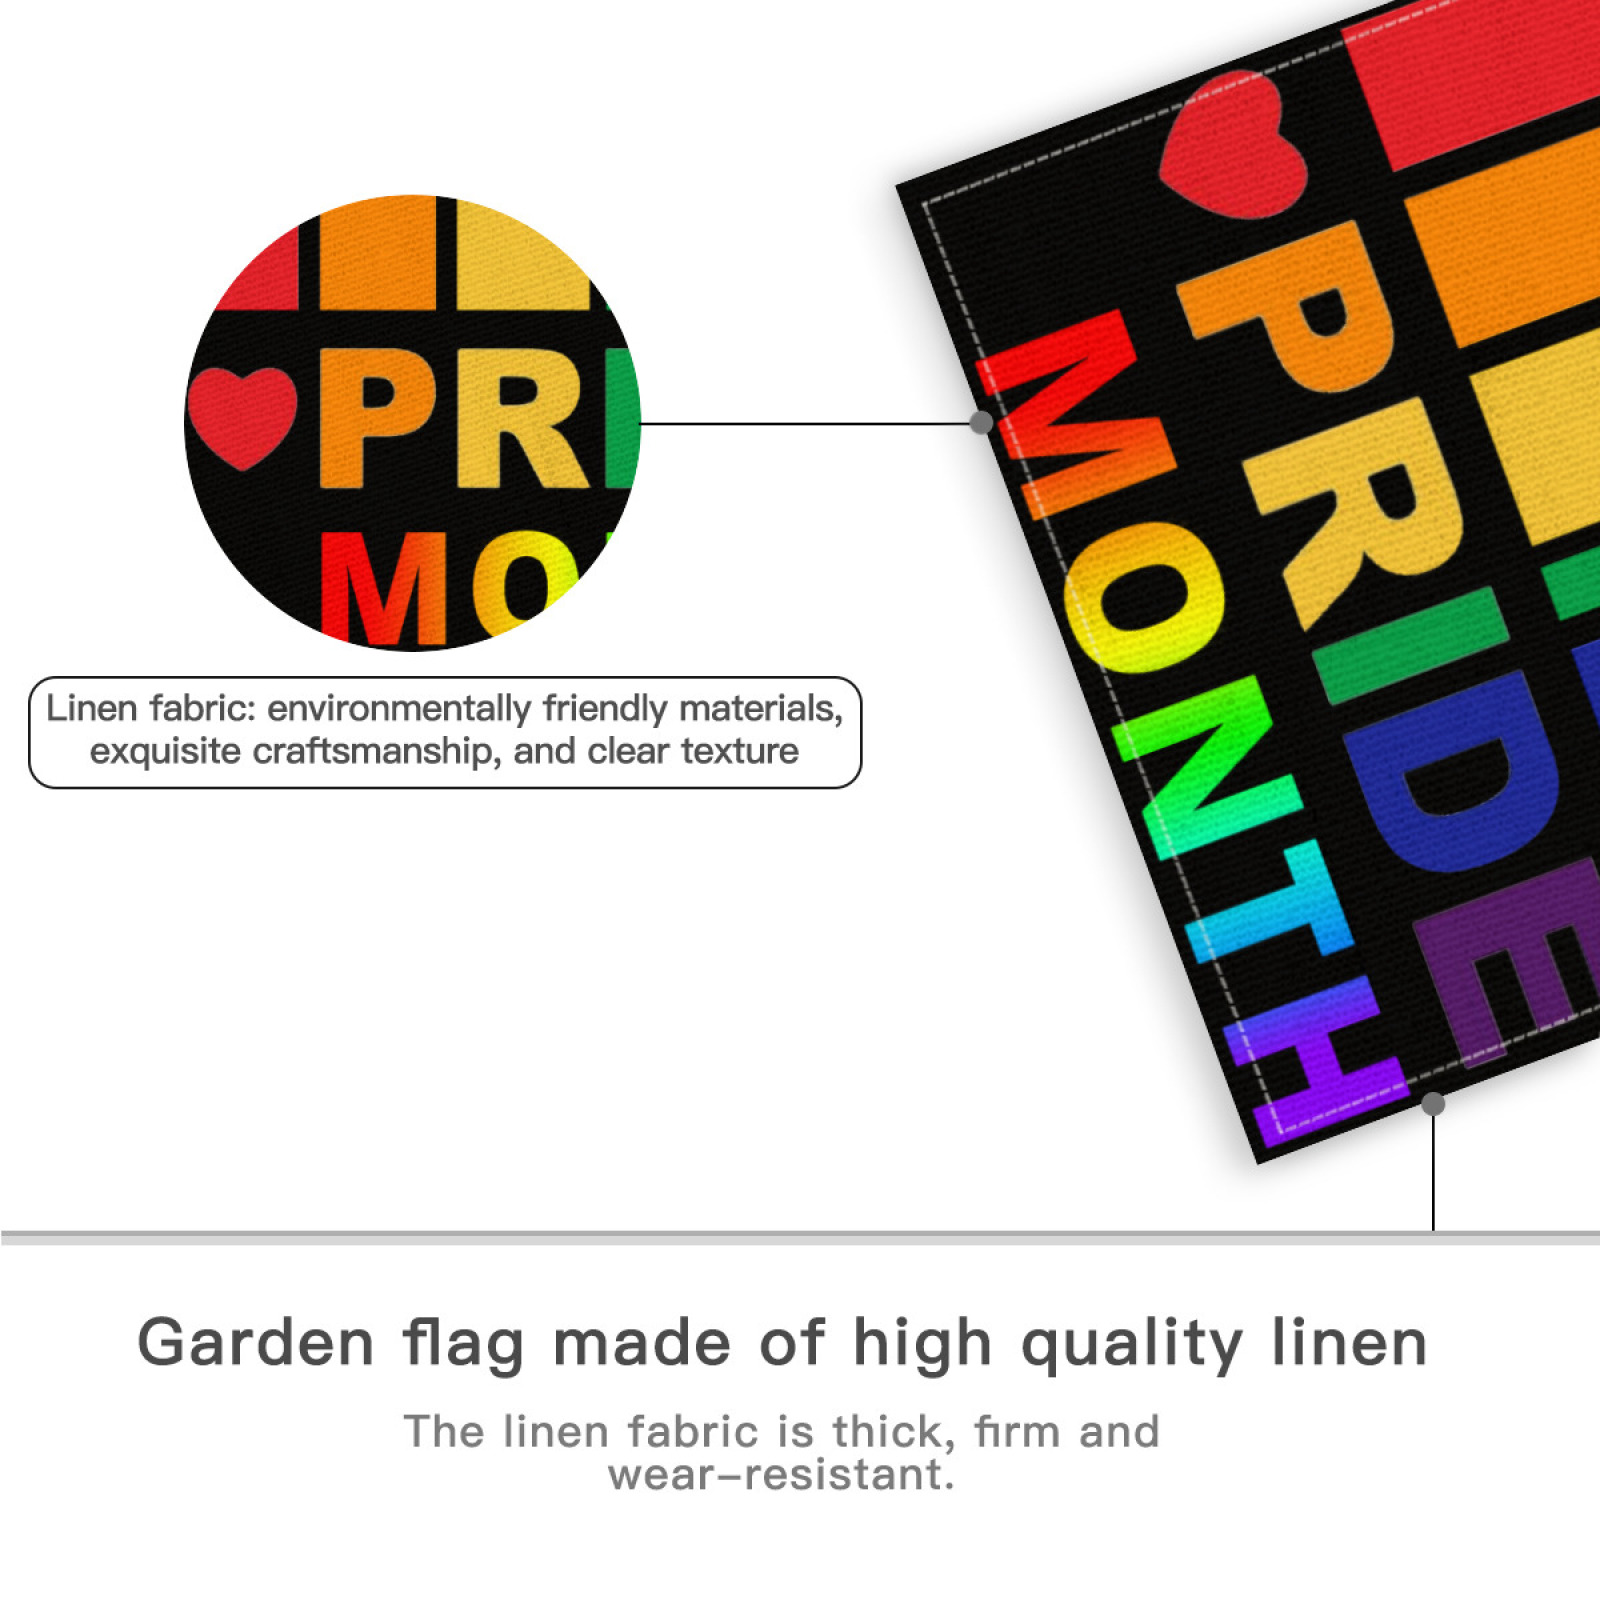 PRI
MO
PRIDE
MONTH
Linen fabric: environmentally friendly materials,
exquisite craftsmanship, and clear texture
Garden flag made of high quality linen
The linen fabric is thick, firm and
wear–resistant.